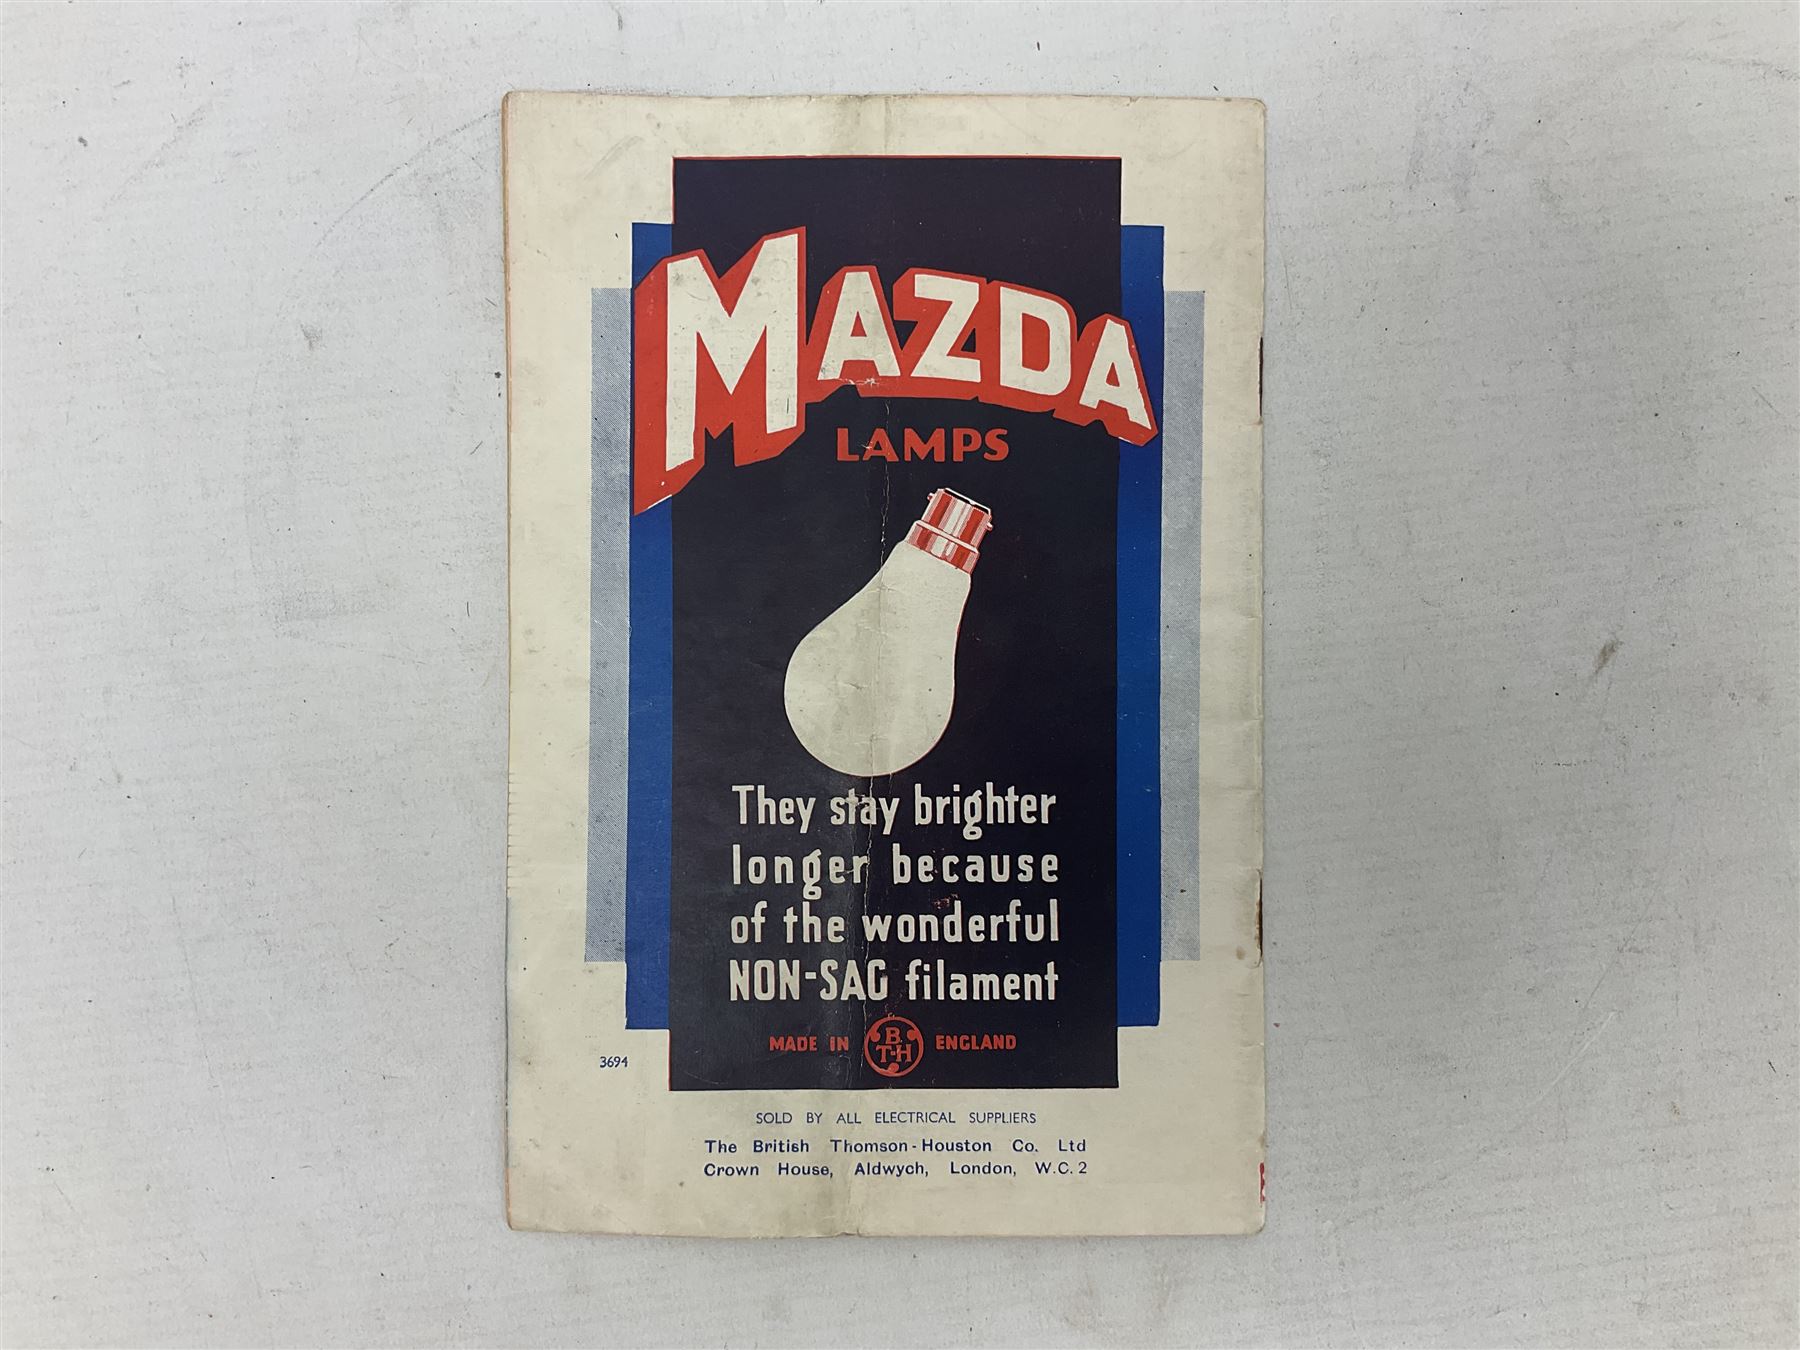 MAZDA
LAMPS
They stay brighter
longer because
of the wonderful
NON-SAG filament
MADE IN B.T-H ENGLAND
3694
SOLD BY ALL ELECTRICAL SUPPLIERS
The British Thomson-Houston Co. Ltd
Crown House, Aldwych, London, W.C.2